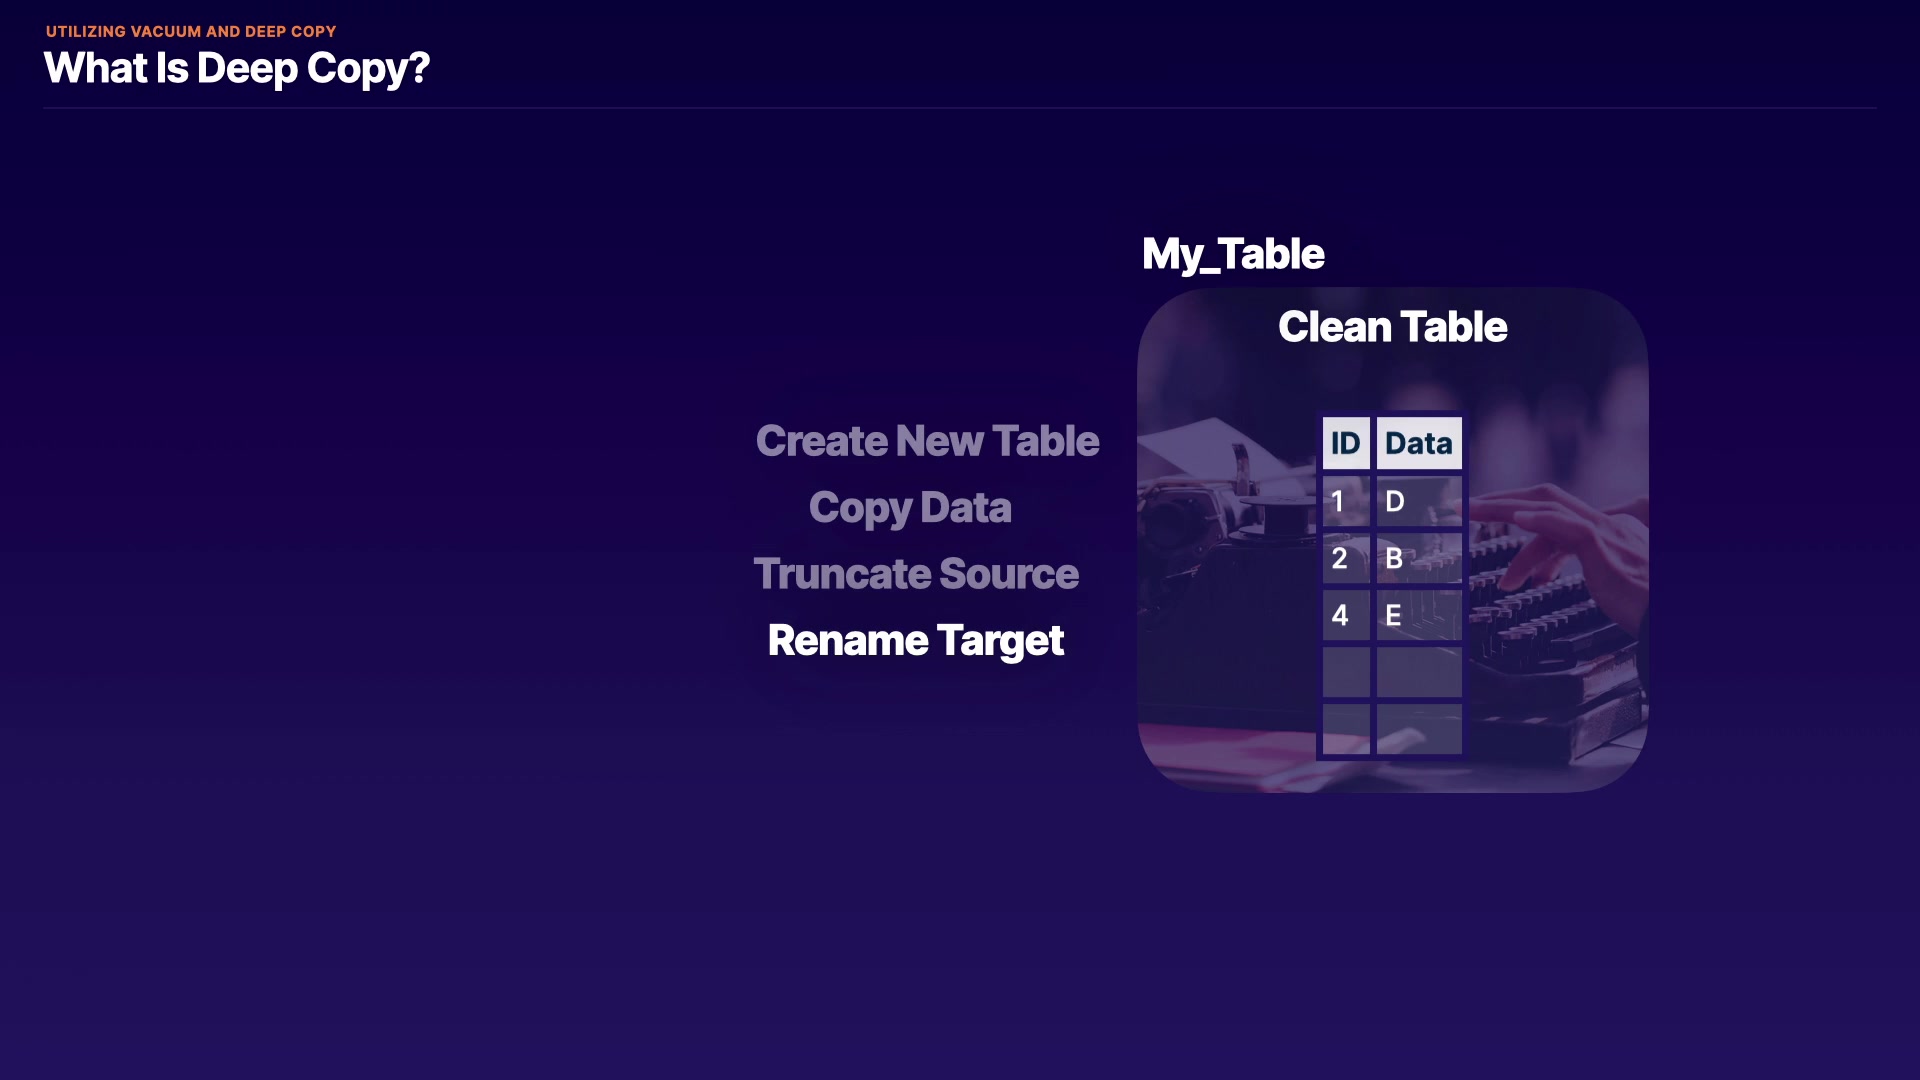 UTILIZING VACUUM AND DEEP COPY
What Is Deep Copy?
Create New Table
Copy Data
Truncate Source
Rename Target
My_Table
Clean Table
ID Data
1 D
2 B
4 E